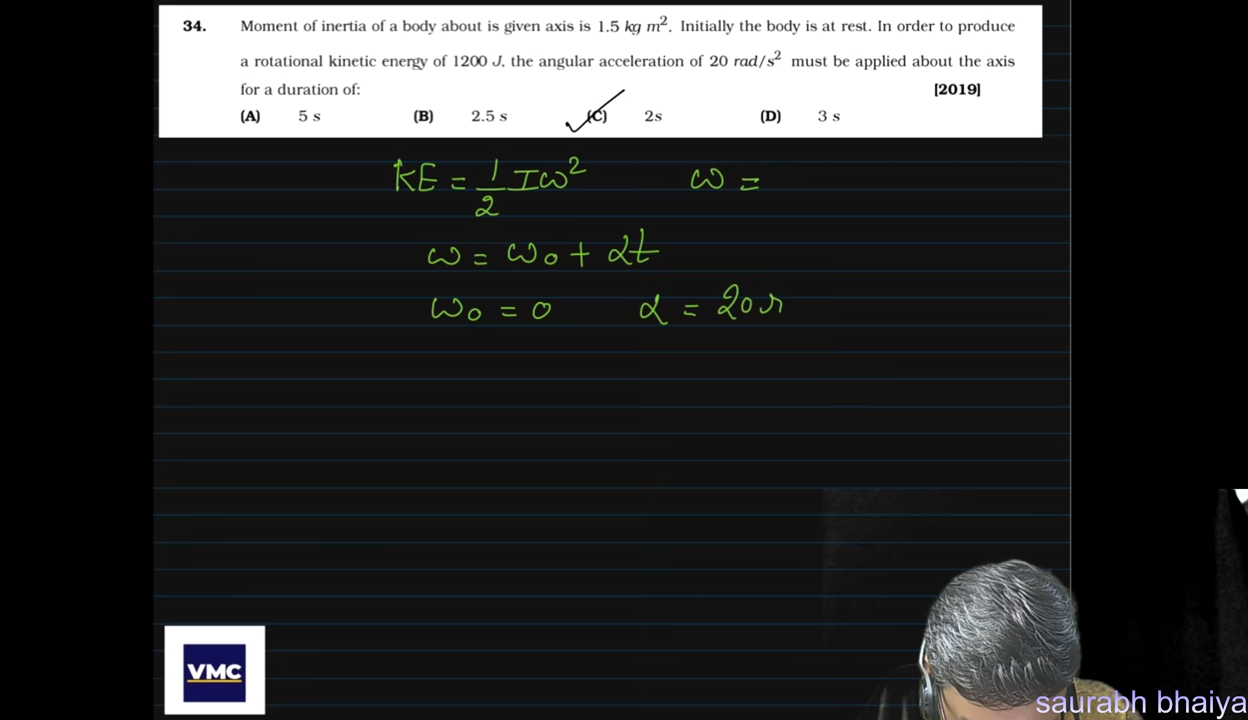 34. Moment of inertia of a body about is given axis is 1.5 kg m². Initially the body is at rest. In order to produce
a rotational kinetic energy of 1200 J, the angular acceleration of 20 rad/s² must be applied about the axis
for a duration of: [2019]
(A) 5 s (B) 2.5 s (C) 2s (D) 3 s
KE = 1/2 Iω² ω =
ω = ω₀ + αt
ω₀ = 0 α = 20 r
VMC
saurabh bhaiya